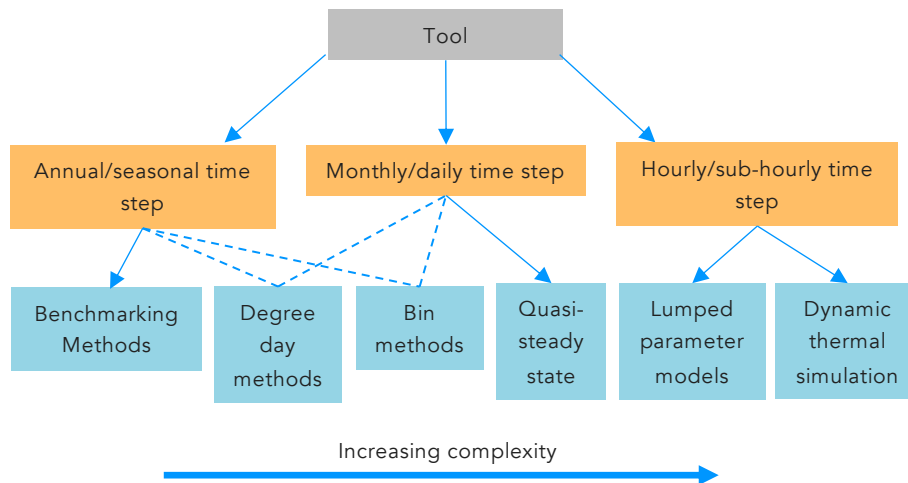 Tool
Annual/seasonal time
step
Monthly/daily time step
Hourly/sub-hourly time
step
Benchmarking
Methods
Degree
day
methods
Bin
methods
Quasi-
steady
state
Lumped
parameter
models
Dynamic
thermal
simulation
Increasing complexity